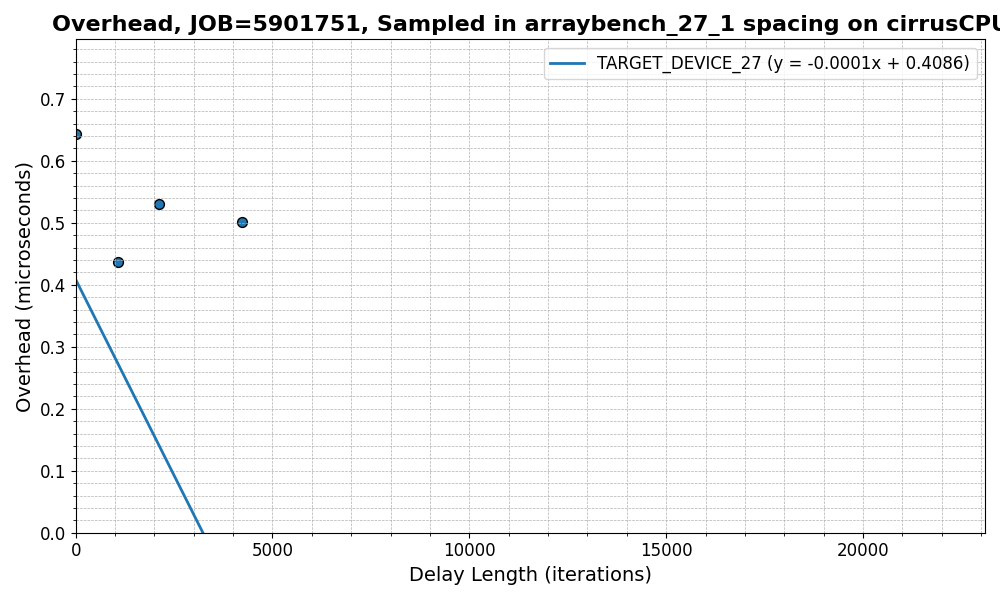 Overhead, JOB=5901751, Sampled in arraybench_27_1 spacing on cirrusCPU
TARGET_DEVICE_27 (y = -0.0001x + 0.4086)
Overhead (microseconds)
0.7
0.6
0.5
0.4
0.3
0.2
0.1
0.0
0 5000 10000 15000 20000
Delay Length (iterations)